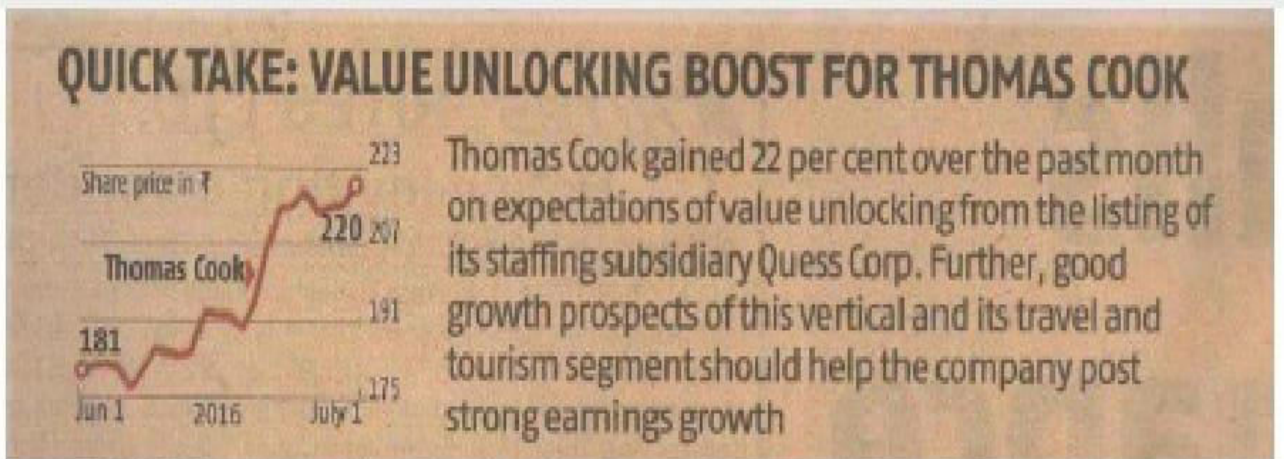 QUICK TAKE: VALUE UNLOCKING BOOST FOR THOMAS COOK
223
Share price in ₹
220 207
Thomas Cook
191
181
175
Jun 1 2016 July 1
Thomas Cook gained 22 per cent over the past month
on expectations of value unlocking from the listing of
its staffing subsidiary Quess Corp. Further, good
growth prospects of this vertical and its travel and
tourism segment should help the company post
strong earnings growth